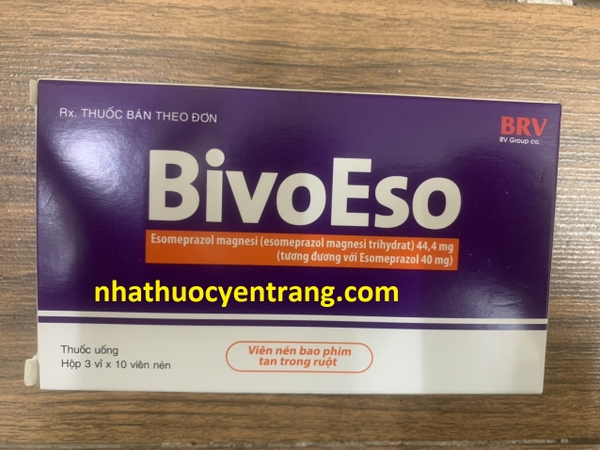 Rx. THUỐC BÁN THEO ĐƠN
BRV
RV Group co.
BivoEso
Esomeprazol magnesi (esomeprazol magnesi trihydrat) 44,4 mg
(tương đương với Esomeprazol 40 mg)
nhathuocyentrang.com
Thuốc uống
Hộp 3 vỉ x 10 viên nén
Viên nén bao phim
tan trong ruột